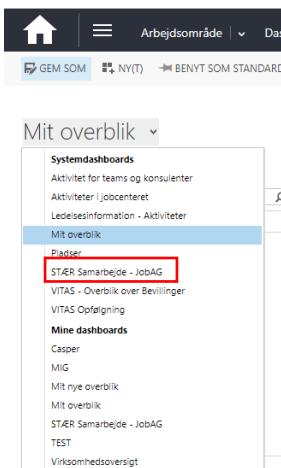 Arbejdsområde
GEM SOM NY(T) BENYT SOM STANDARD
Mit overblik
Systemdashboards
Aktivitet for teams og konsulenter
Aktiviteter i jobcenteret
Ledelsesinformation - Aktiviteter
Mit overblik
Pladser
STÆR Samarbejde - JobAG
VITAS - Overblik over Bevillinger
VITAS Opfølgning
Mine dashboards
Casper
MIG
Mit nye overblik
Mit overblik
STÆR Samarbejde - JobAG
TEST
Virksomhedsoversigt